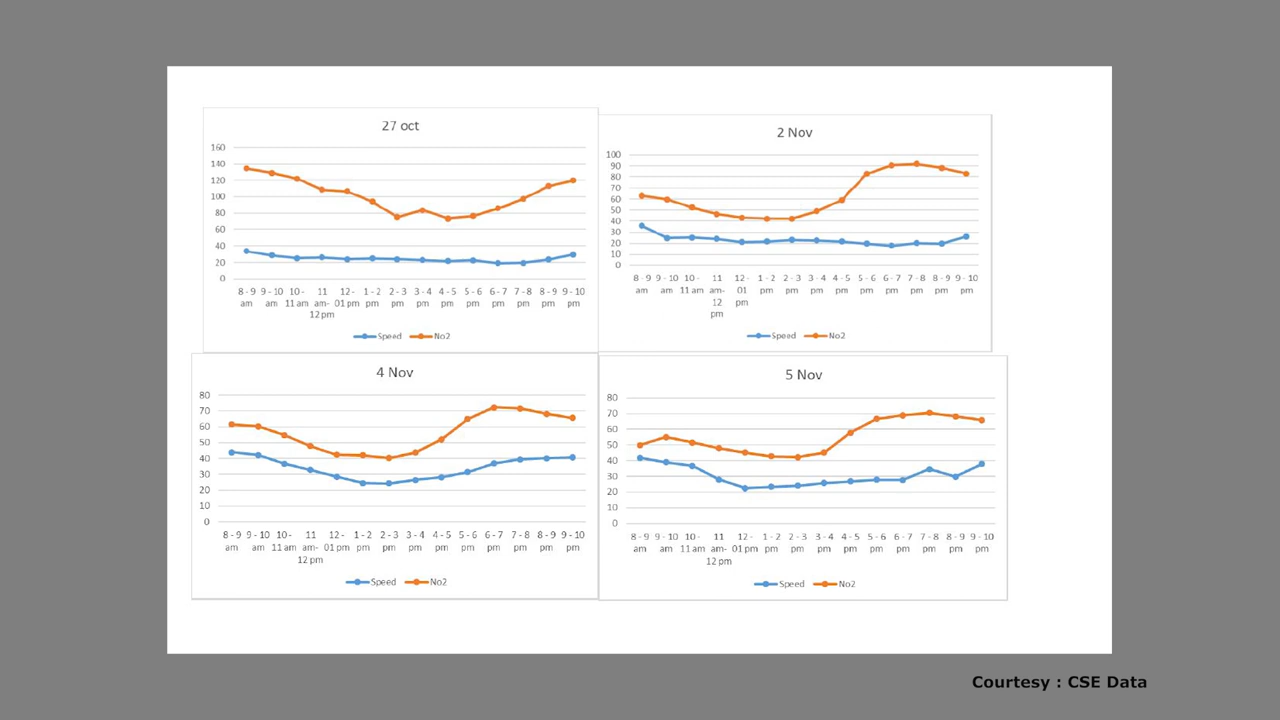 27 oct
160
140
120
100
80
60
40
20
0
8 - 9 am
9 - 10 am
10 - 11 am
11 am- 12 pm
12 - 01 pm
1 - 2 pm
2 - 3 pm
3 - 4 pm
4 - 5 pm
5 - 6 pm
6 - 7 pm
7 - 8 pm
8 - 9 pm
9 - 10 pm
Speed No2
2 Nov
100
90
80
70
60
50
40
30
20
10
0
8 - 9 am
9 - 10 am
10 - 11 am
11 am- 12 pm
12 - 01 pm
1 - 2 pm
2 - 3 pm
3 - 4 pm
4 - 5 pm
5 - 6 pm
6 - 7 pm
7 - 8 pm
8 - 9 pm
9 - 10 pm
Speed No2
4 Nov
80
70
60
50
40
30
20
10
0
8 - 9 am
9 - 10 am
10 - 11 am
11 am- 12 pm
12 - 01 pm
1 - 2 pm
2 - 3 pm
3 - 4 pm
4 - 5 pm
5 - 6 pm
6 - 7 pm
7 - 8 pm
8 - 9 pm
9 - 10 pm
Speed No2
5 Nov
80
70
60
50
40
30
20
10
0
8 - 9 am
9 - 10 am
10 - 11 am
11 am- 12 pm
12 - 01 pm
1 - 2 pm
2 - 3 pm
3 - 4 pm
4 - 5 pm
5 - 6 pm
6 - 7 pm
7 - 8 pm
8 - 9 pm
9 - 10 pm
Speed No2
Courtesy : CSE Data